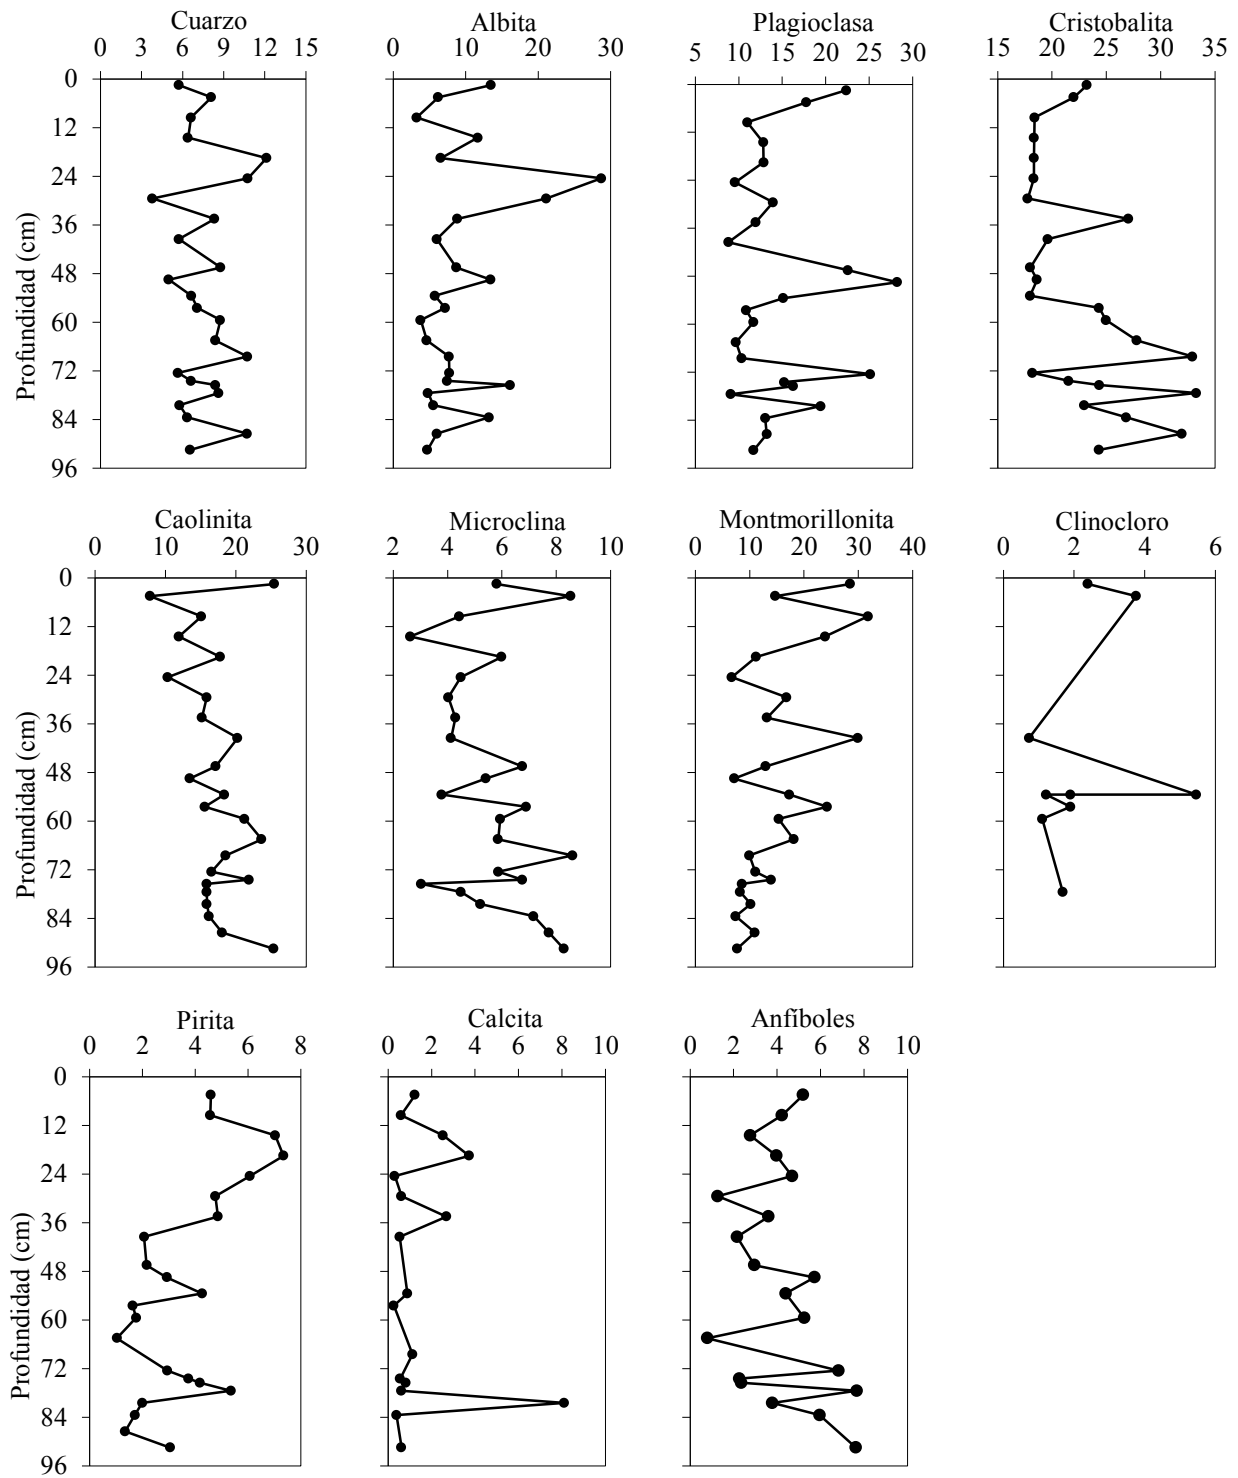 Cuarzo
0 3 6 9 12 15
Albita
0 10 20 30
Plagioclasa
5 10 15 20 25 30
Cristobalita
15 20 25 30 35
0
12
24
36
48
60
72
84
96
Profundidad (cm)
Caolinita
0 10 20 30
Microclina
2 4 6 8 10
Montmorillonita
0 10 20 30 40
Clinocloro
0 2 4 6
0
12
24
36
48
60
72
84
96
Profundidad (cm)
Pirita
0 2 4 6 8
Calcita
0 2 4 6 8 10
Anfíboles
0 2 4 6 8 10
0
12
24
36
48
60
72
84
96
Profundidad (cm)